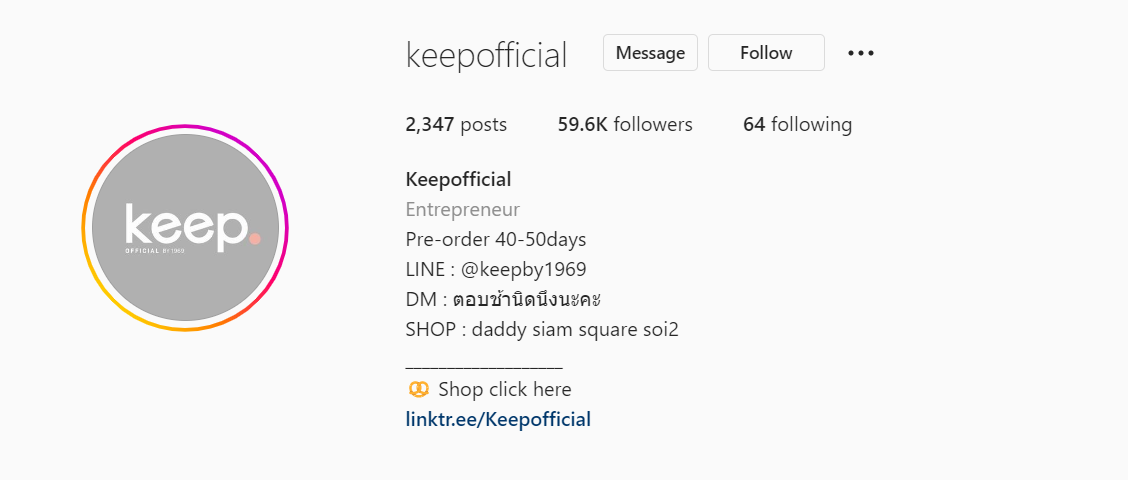 keepofficial Message Follow •••
2,347 posts 59.6K followers 64 following
keep.
OFFICIAL BY 1969
Keepofficial
Entrepreneur
Pre-order 40-50days
LINE : @keepby1969
DM : ตอบช้านิดนึงนะคะ
SHOP : daddy siam square soi2
___________________
🥨 Shop click here
linktr.ee/Keepofficial